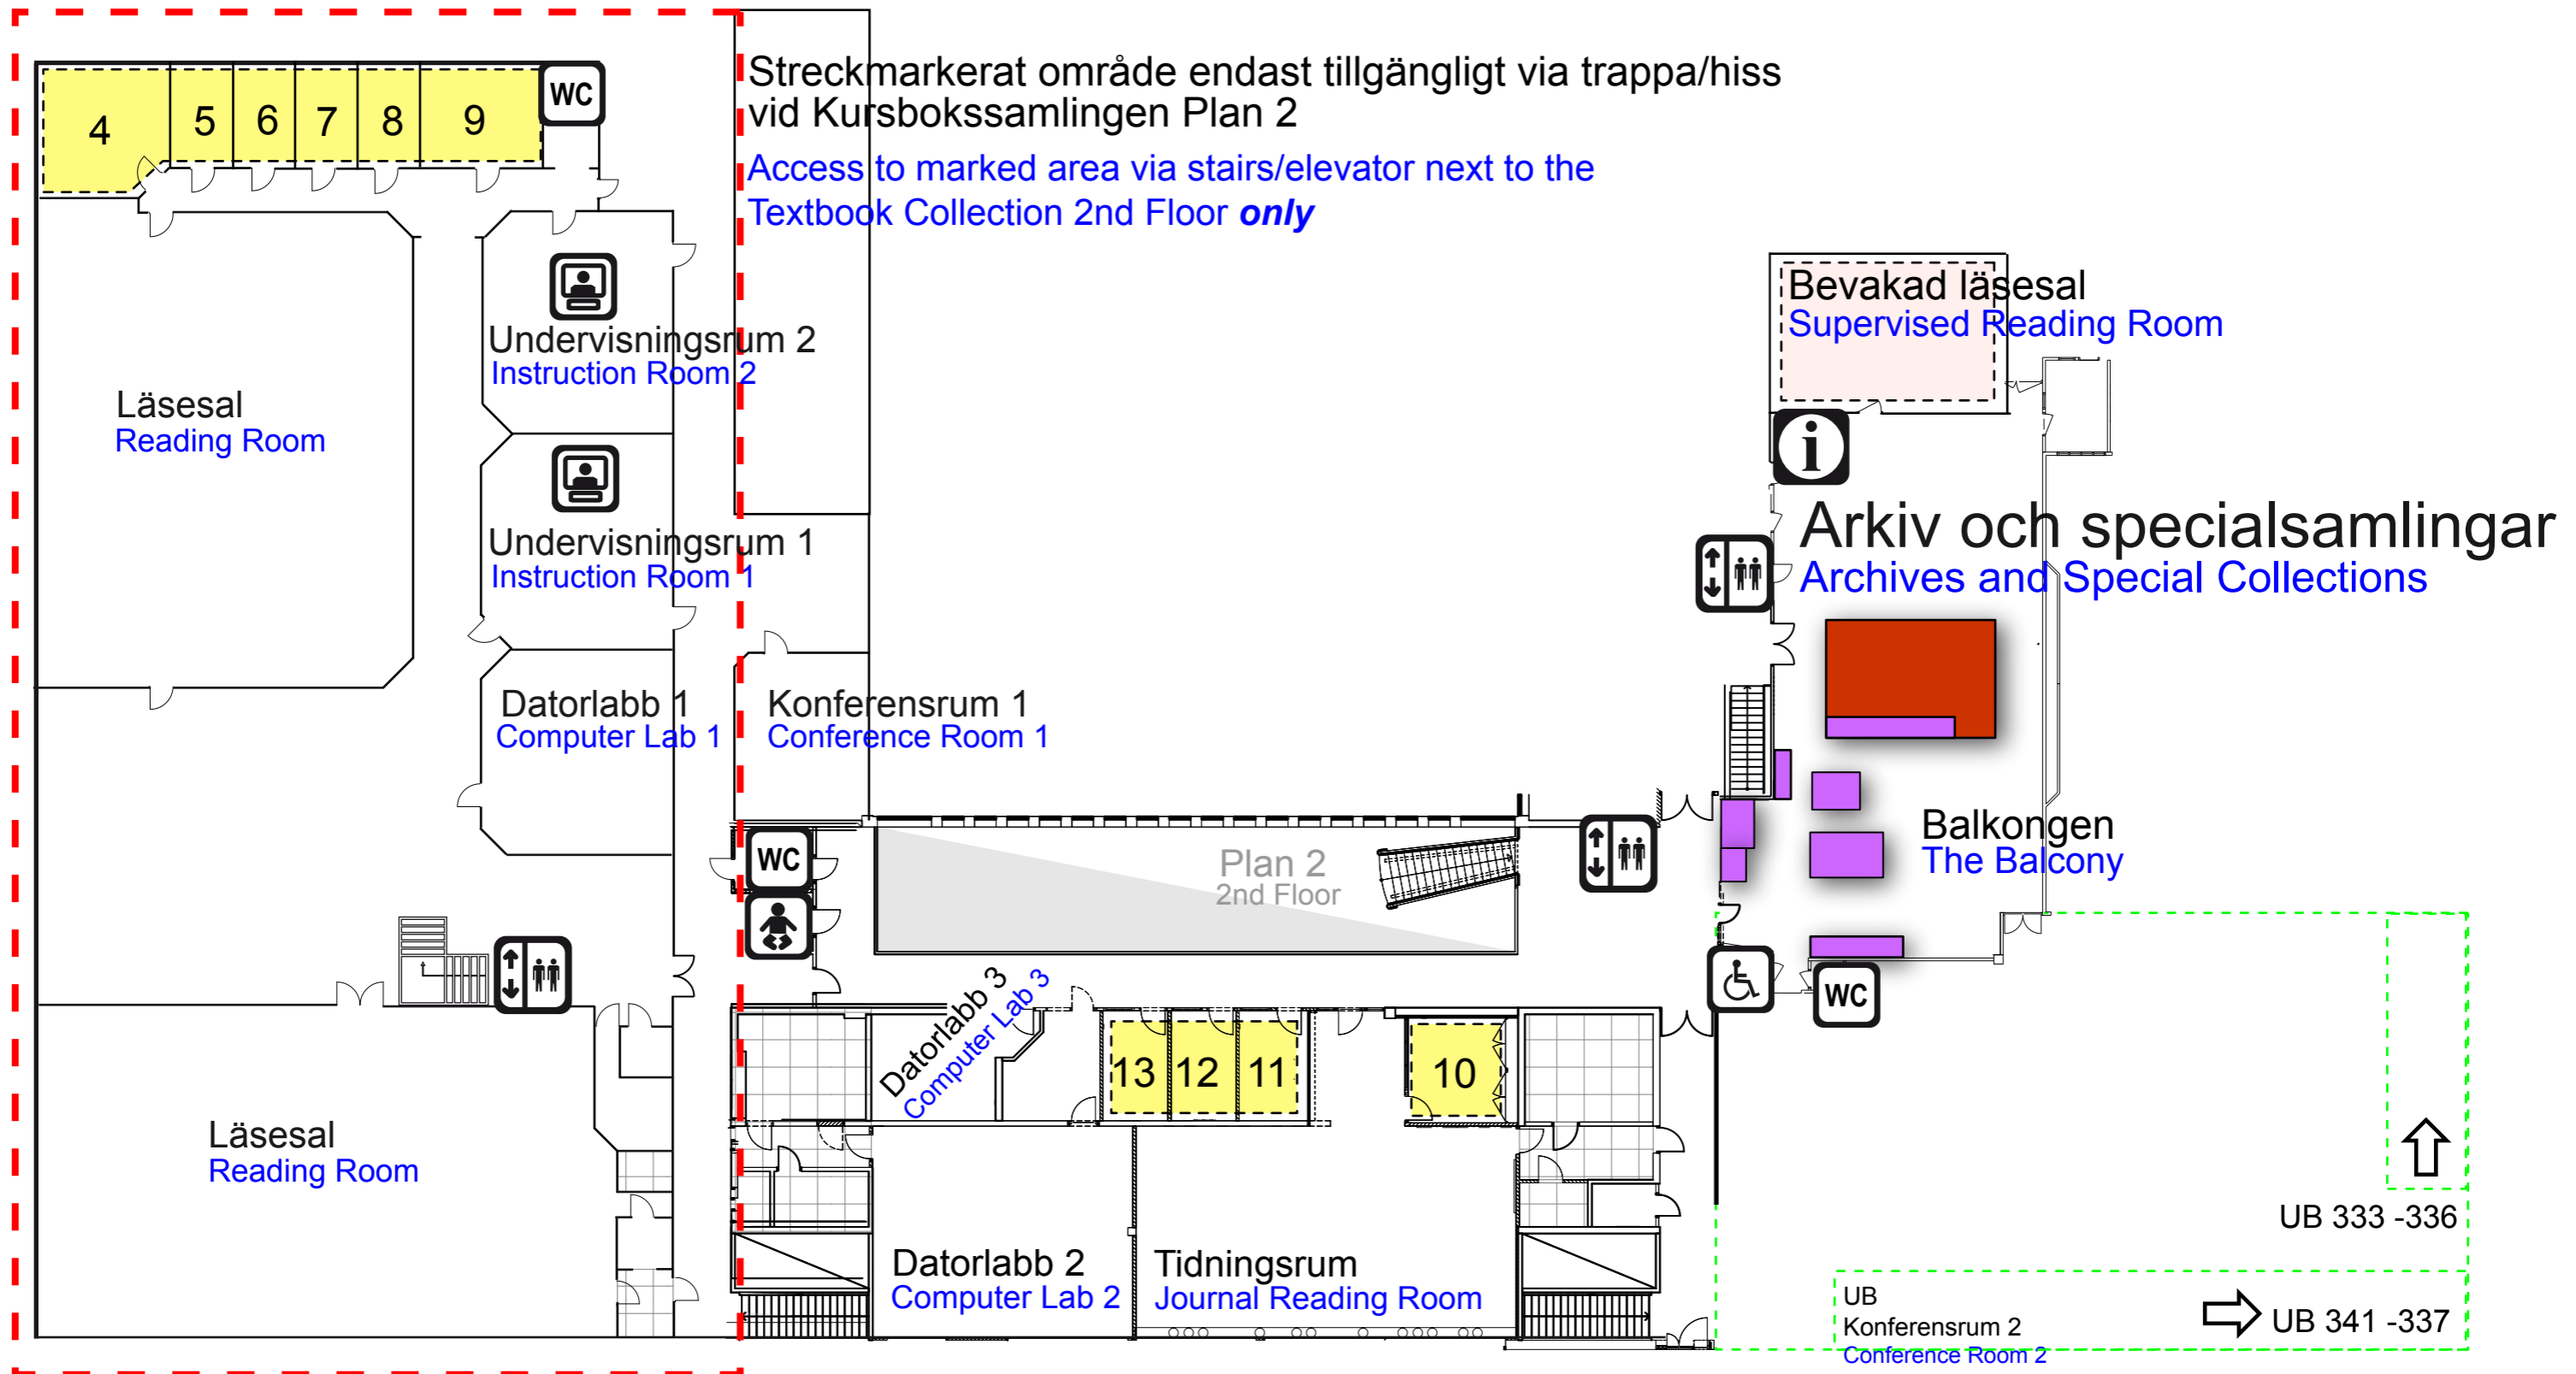 Streckmarkerat område endast tillgängligt via trappa/hiss
vid Kursbokssamlingen Plan 2
Access to marked area via stairs/elevator next to the
Textbook Collection 2nd Floor only
4
5
6
7
8
9
WC
Undervisningsrum 2
Instruction Room 2
Läsesal
Reading Room
Undervisningsrum 1
Instruction Room 1
Datorlabb 1
Computer Lab 1
Konferensrum 1
Conference Room 1
Bevakad läsesal
Supervised Reading Room
i
Arkiv och specialsamlingar
Archives and Special Collections
Balkongen
The Balcony
WC
Plan 2
2nd Floor
WC
Datorlabb 3
Computer Lab 3
13
12
11
10
Läsesal
Reading Room
Datorlabb 2
Computer Lab 2
Tidningsrum
Journal Reading Room
UB 333 -336
UB
Konferensrum 2
Conference Room 2
UB 341 -337